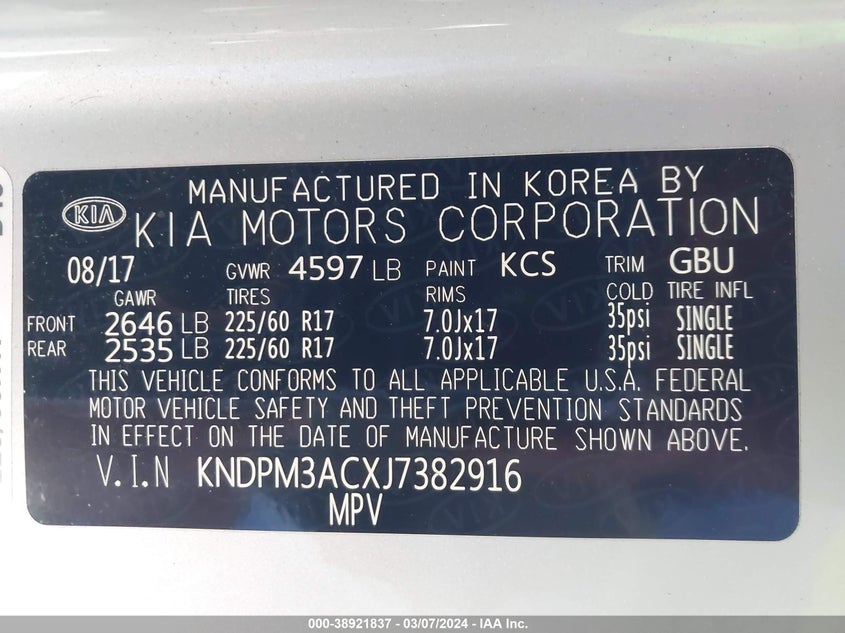 MANUFACTURED IN KOREA BY
KIA KIA MOTORS CORPORATION
08/17 GVWR 4597 LB PAINT KCS TRIM GBU
GAWR TIRES RIMS COLD TIRE INFL
FRONT 2646 LB 225/60 R17 7.0Jx17 35psi SINGLE
REAR 2535 LB 225/60 R17 7.0Jx17 35psi SINGLE
THIS VEHICLE CONFORMS TO ALL APPLICABLE U.S.A. FEDERAL
MOTOR VEHICLE SAFETY AND THEFT PREVENTION STANDARDS
IN EFFECT ON THE DATE OF MANUFACTURE SHOWN ABOVE.
V.I.N KNDPM3ACXJ7382916
MPV
000-38921837 - 03/07/2024 - IAA Inc.